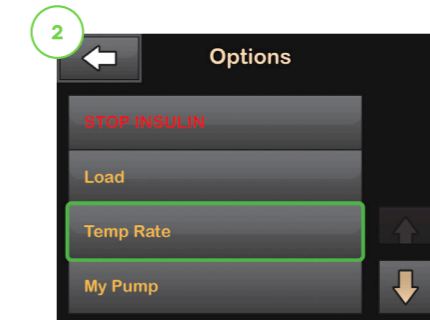 2
Options
STOP INSULIN
Load
Temp Rate
My Pump